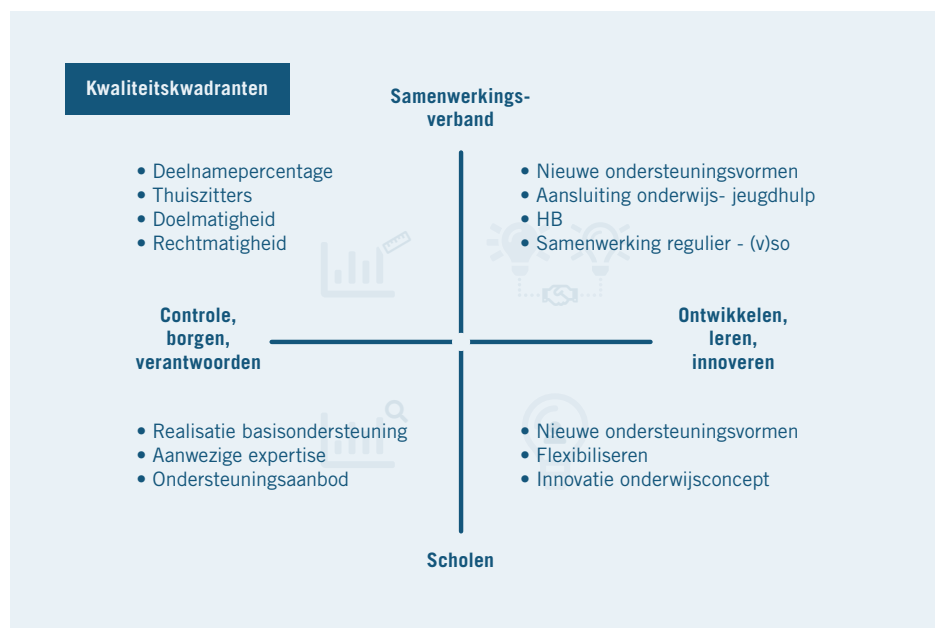 Kwaliteitskwadranten
Samenwerkings-
verband
• Deelnamepercentage
• Thuiszitters
• Doelmatigheid
• Rechtmatigheid
• Nieuwe ondersteuningsvormen
• Aansluiting onderwijs- jeugdhulp
• HB
• Samenwerking regulier - (v)so
Controle,
borgen,
verantwoorden
Ontwikkelen,
leren,
innoveren
• Realisatie basisondersteuning
• Aanwezige expertise
• Ondersteuningsaanbod
• Nieuwe ondersteuningsvormen
• Flexibiliseren
• Innovatie onderwijsconcept
Scholen